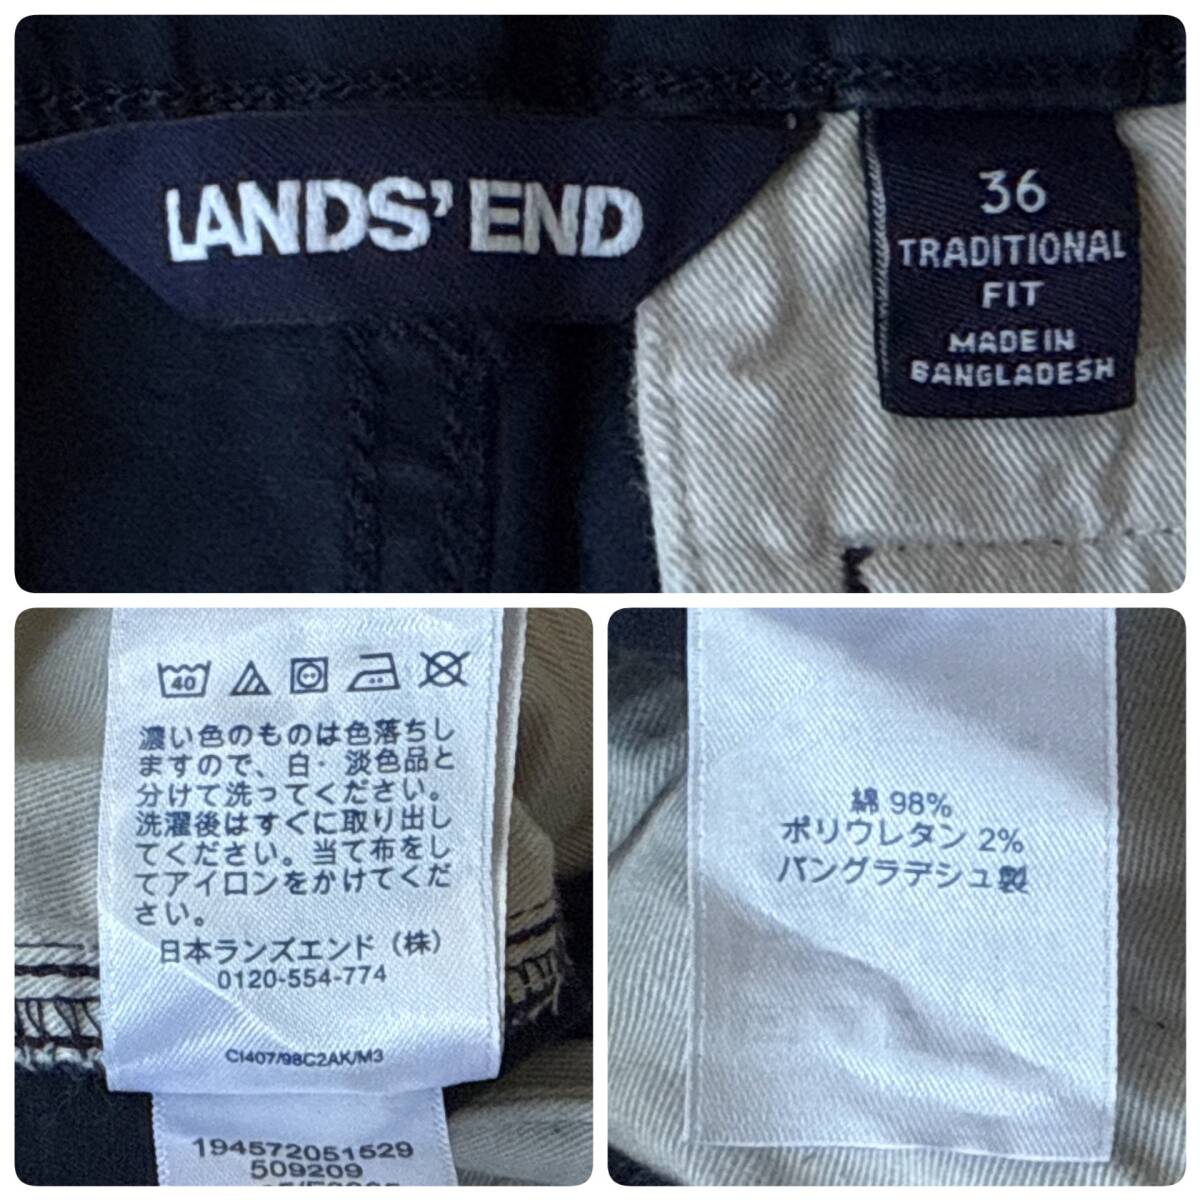 LANDS' END
36
TRADITIONAL
FIT
MADE IN
BANGLADESH
40
濃い色のものは色落ちし
ますので、白・淡色品と
分けて洗ってください。
洗濯後はすぐに取り出し
てください。当て布をし
てアイロンをかけてくだ
さい。
日本ランズエンド（株）
0120-554-774
CI407/98C2AK/M3
194572051529
509209
綿 98%
ポリウレタン 2%
バングラデシュ製